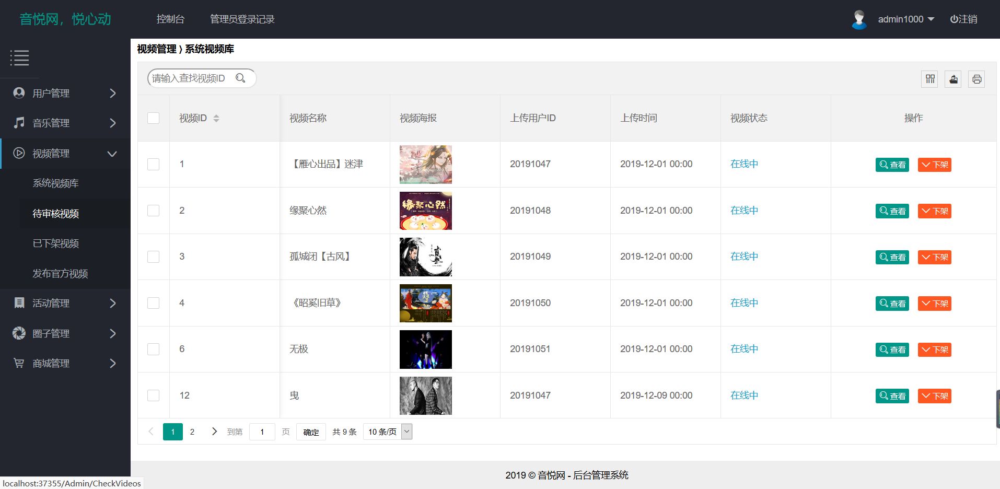 音悦网，悦心动
控制台 管理员登录记录
admin1000 注销
视频管理 〉系统视频库
请输入查找视频ID
用户管理
音乐管理
视频管理
系统视频库
待审核视频
已下架视频
发布官方视频
活动管理
圈子管理
商城管理
视频ID 视频名称 视频海报 上传用户ID 上传时间 视频状态 操作
1 【雁心出品】迷津 20191047 2019-12-01 00:00 在线中 查看 下架
2 缘聚心然 缘聚心然 20191048 2019-12-01 00:00 在线中 查看 下架
3 孤城闭【古风】 贰叁 20191049 2019-12-01 00:00 在线中 查看 下架
4 《昭奚旧草》 20191050 2019-12-01 00:00 在线中 查看 下架
6 无极 20191051 2019-12-01 00:00 在线中 查看 下架
12 曳 20191047 2019-12-09 00:00 在线中 查看 下架
1 2 到第 1 页 确定 共 9 条 10 条/页
2019 © 音悦网 - 后台管理系统
localhost:37355/Admin/CheckVideos